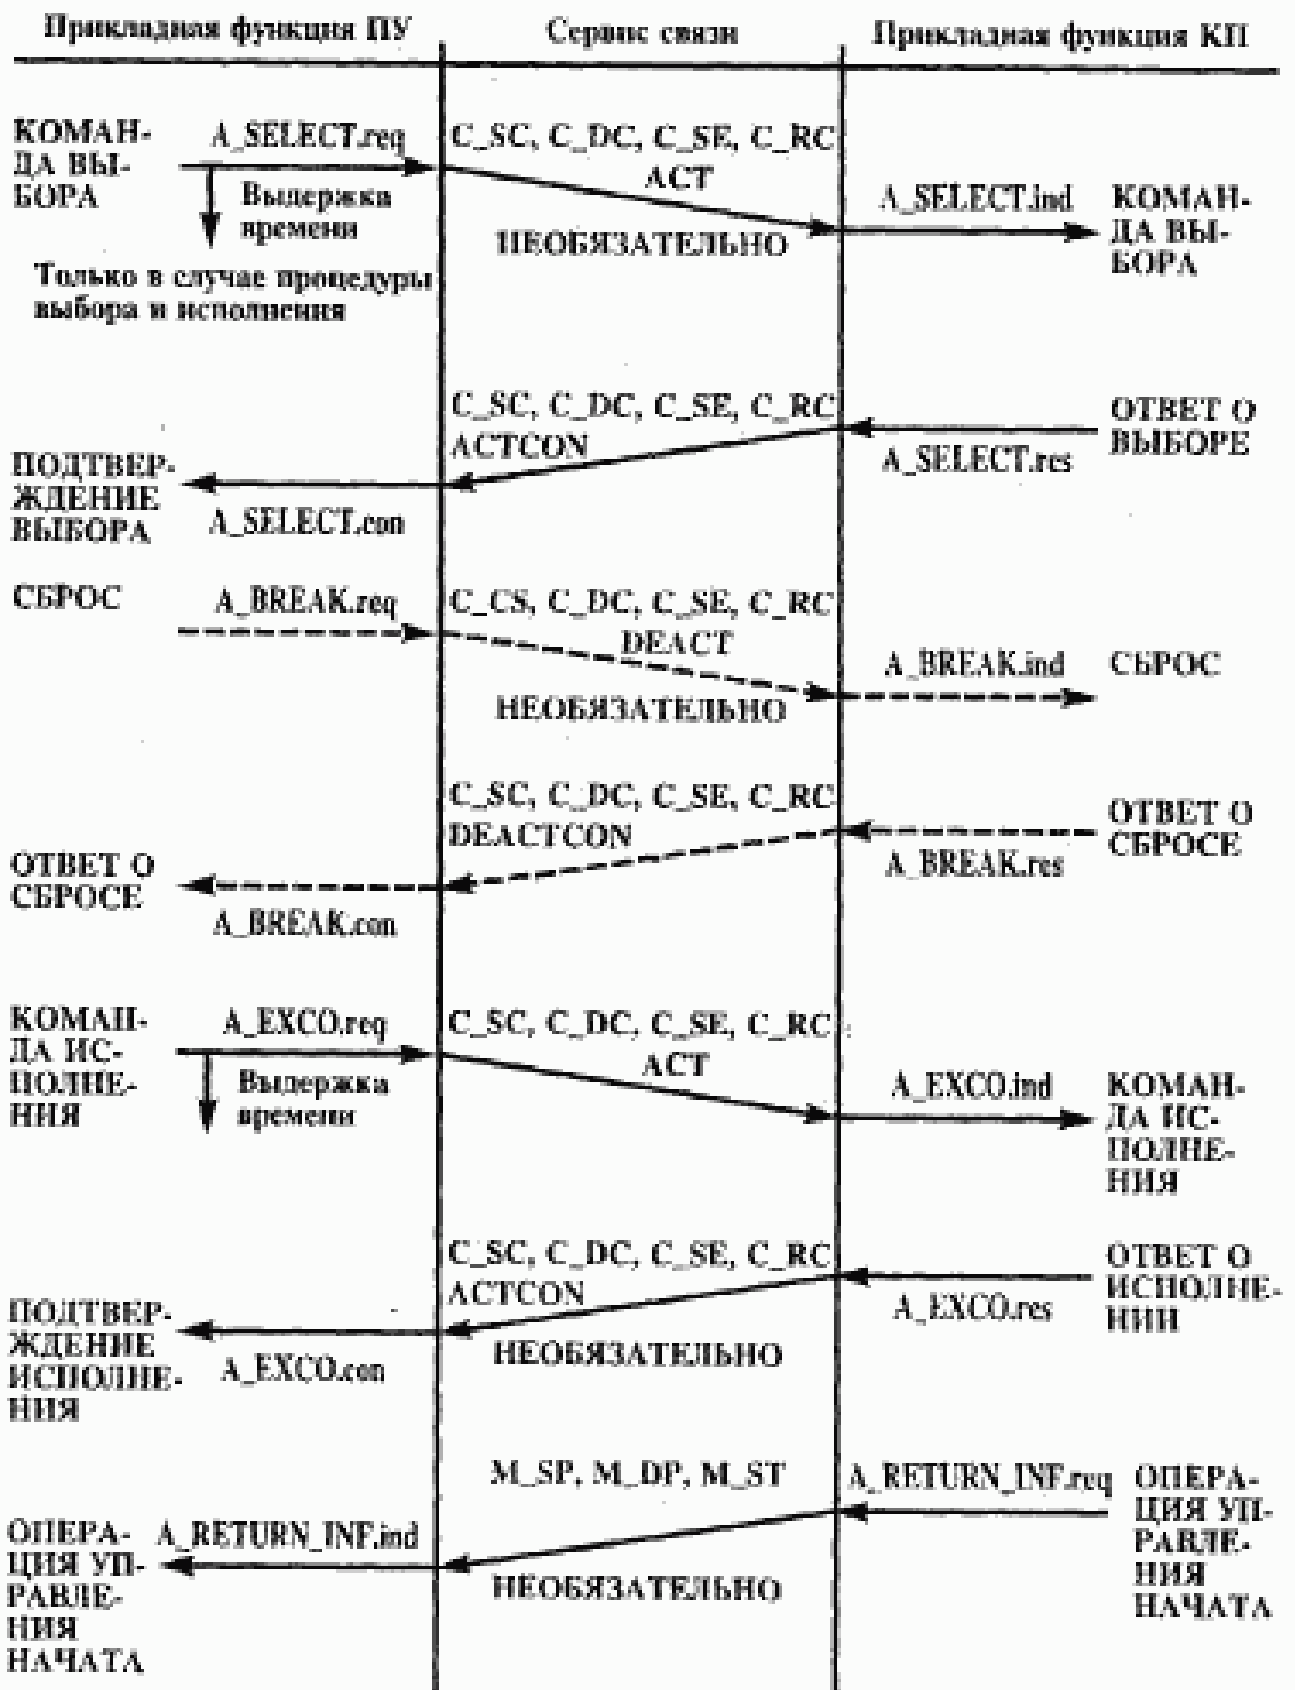 Прикладная функция ПУ
Сервис связи
Прикладная функция КП
КОМАН-
ДА ВЫ-
БОРА
A_SELECT.req
Выдержка
времени
C_SC, C_DC, C_SE, C_RC
ACT
НЕОБЯЗАТЕЛЬНО
A_SELECT.ind
КОМАН-
ДА ВЫ-
БОРА
Только в случае процедуры
выбора и исполнения
C_SC, C_DC, C_SE, C_RC
ACTCON
ОТВЕТ О
ВЫБОРЕ
A_SELECT.res
ПОДТВЕР-
ЖДЕНИЕ
ВЫБОРА
A_SELECT.con
СБРОС
A_BREAK.req
C_CS, C_DC, C_SE, C_RC
DEACT
НЕОБЯЗАТЕЛЬНО
A_BREAK.ind
СБРОС
C_SC, C_DC, C_SE, C_RC
DEACTCON
ОТВЕТ О
СБРОСЕ
A_BREAK.res
ОТВЕТ О
СБРОСЕ
A_BREAK.con
КОМАН-
ДА ИС-
ПОЛНЕ-
НИЯ
A_EXCO.req
Выдержка
времени
C_SC, C_DC, C_SE, C_RC
ACT
A_EXCO.ind
КОМАН-
ДА ИС-
ПОЛНЕ-
НИЯ
C_SC, C_DC, C_SE, C_RC
ACTCON
НЕОБЯЗАТЕЛЬНО
ОТВЕТ О
ИСПОЛНЕ-
НИИ
A_EXCO.res
ПОДТВЕР-
ЖДЕНИЕ
ИСПОЛНЕ-
НИЯ
A_EXCO.con
M_SP, M_DP, M_ST
НЕОБЯЗАТЕЛЬНО
A_RETURN_INF.req
ОПЕРА-
ЦИЯ УП-
РАВЛЕ-
НИЯ
НАЧАТА
ОПЕРА-
ЦИЯ УП-
РАВЛЕ-
НИЯ
НАЧАТА
A_RETURN_INF.ind